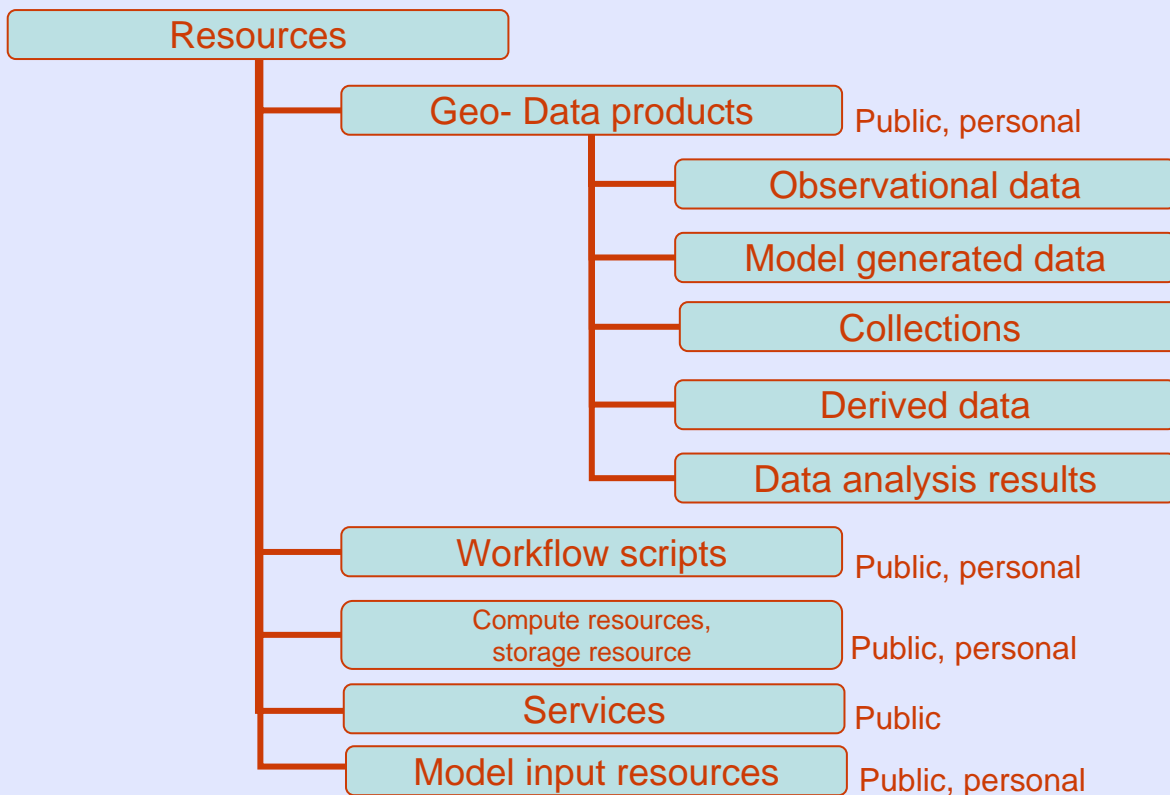 Resources
Geo- Data products
Public, personal
Observational data
Model generated data
Collections
Derived data
Data analysis results
Workflow scripts
Public, personal
Compute resources,
storage resource
Public, personal
Services
Public
Model input resources
Public, personal